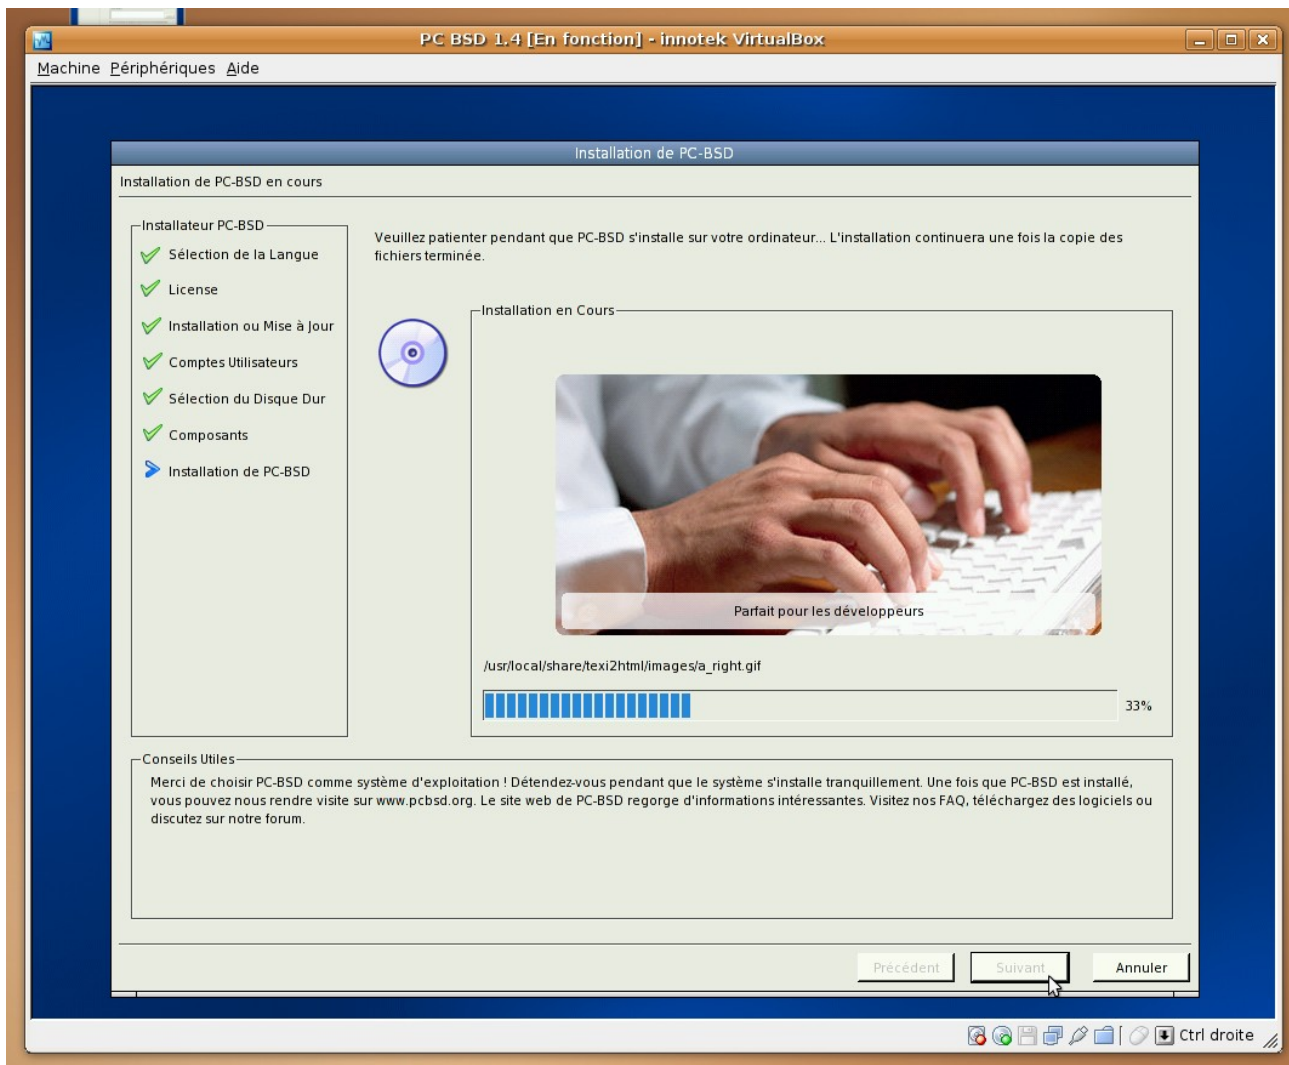 PC BSD 1.4 [En fonction] - innotek VirtualBox
Machine Périphériques Aide
Installation de PC-BSD
Installation de PC-BSD en cours
Installateur PC-BSD
Sélection de la Langue
License
Installation ou Mise à Jour
Comptes Utilisateurs
Sélection du Disque Dur
Composants
Installation de PC-BSD
Veuillez patienter pendant que PC-BSD s'installe sur votre ordinateur... L'installation continuera une fois la copie des
fichiers terminée.
Installation en Cours
Parfait pour les développeurs
/usr/local/share/texi2html/images/a_right.gif
33%
Conseils Utiles
Merci de choisir PC-BSD comme système d'exploitation ! Détendez-vous pendant que le système s'installe tranquillement. Une fois que PC-BSD est installé,
vous pouvez nous rendre visite sur www.pcbsd.org. Le site web de PC-BSD regorge d'informations intéressantes. Visitez nos FAQ, téléchargez des logiciels ou
discutez sur notre forum.
Précédent Suivant Annuler
Ctrl droite